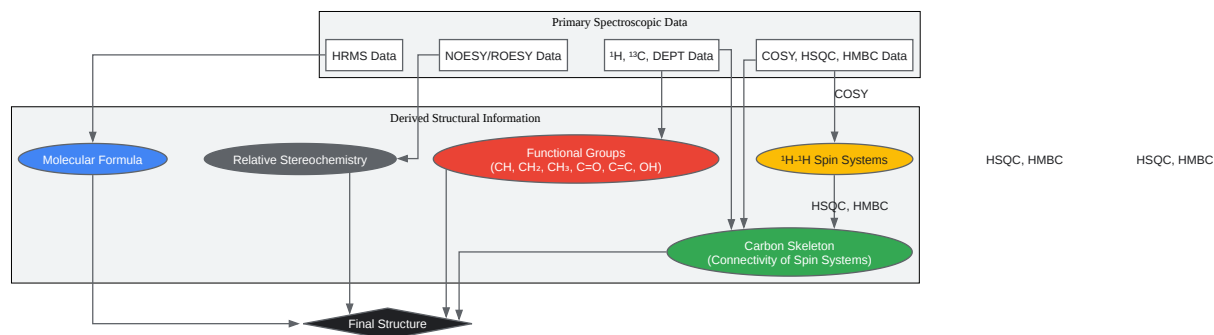 Primary Spectroscopic Data
HRMS Data
NOESY/ROESY Data
¹H, ¹³C, DEPT Data
COSY, HSQC, HMBC Data
COSY
Derived Structural Information
Molecular Formula
Relative Stereochemistry
Functional Groups
(CH, CH₂, CH₃, C=O, C=C, OH)
¹H-¹H Spin Systems
HSQC, HMBC
HSQC, HMBC
HSQC, HMBC
Carbon Skeleton
(Connectivity of Spin Systems)
Final Structure